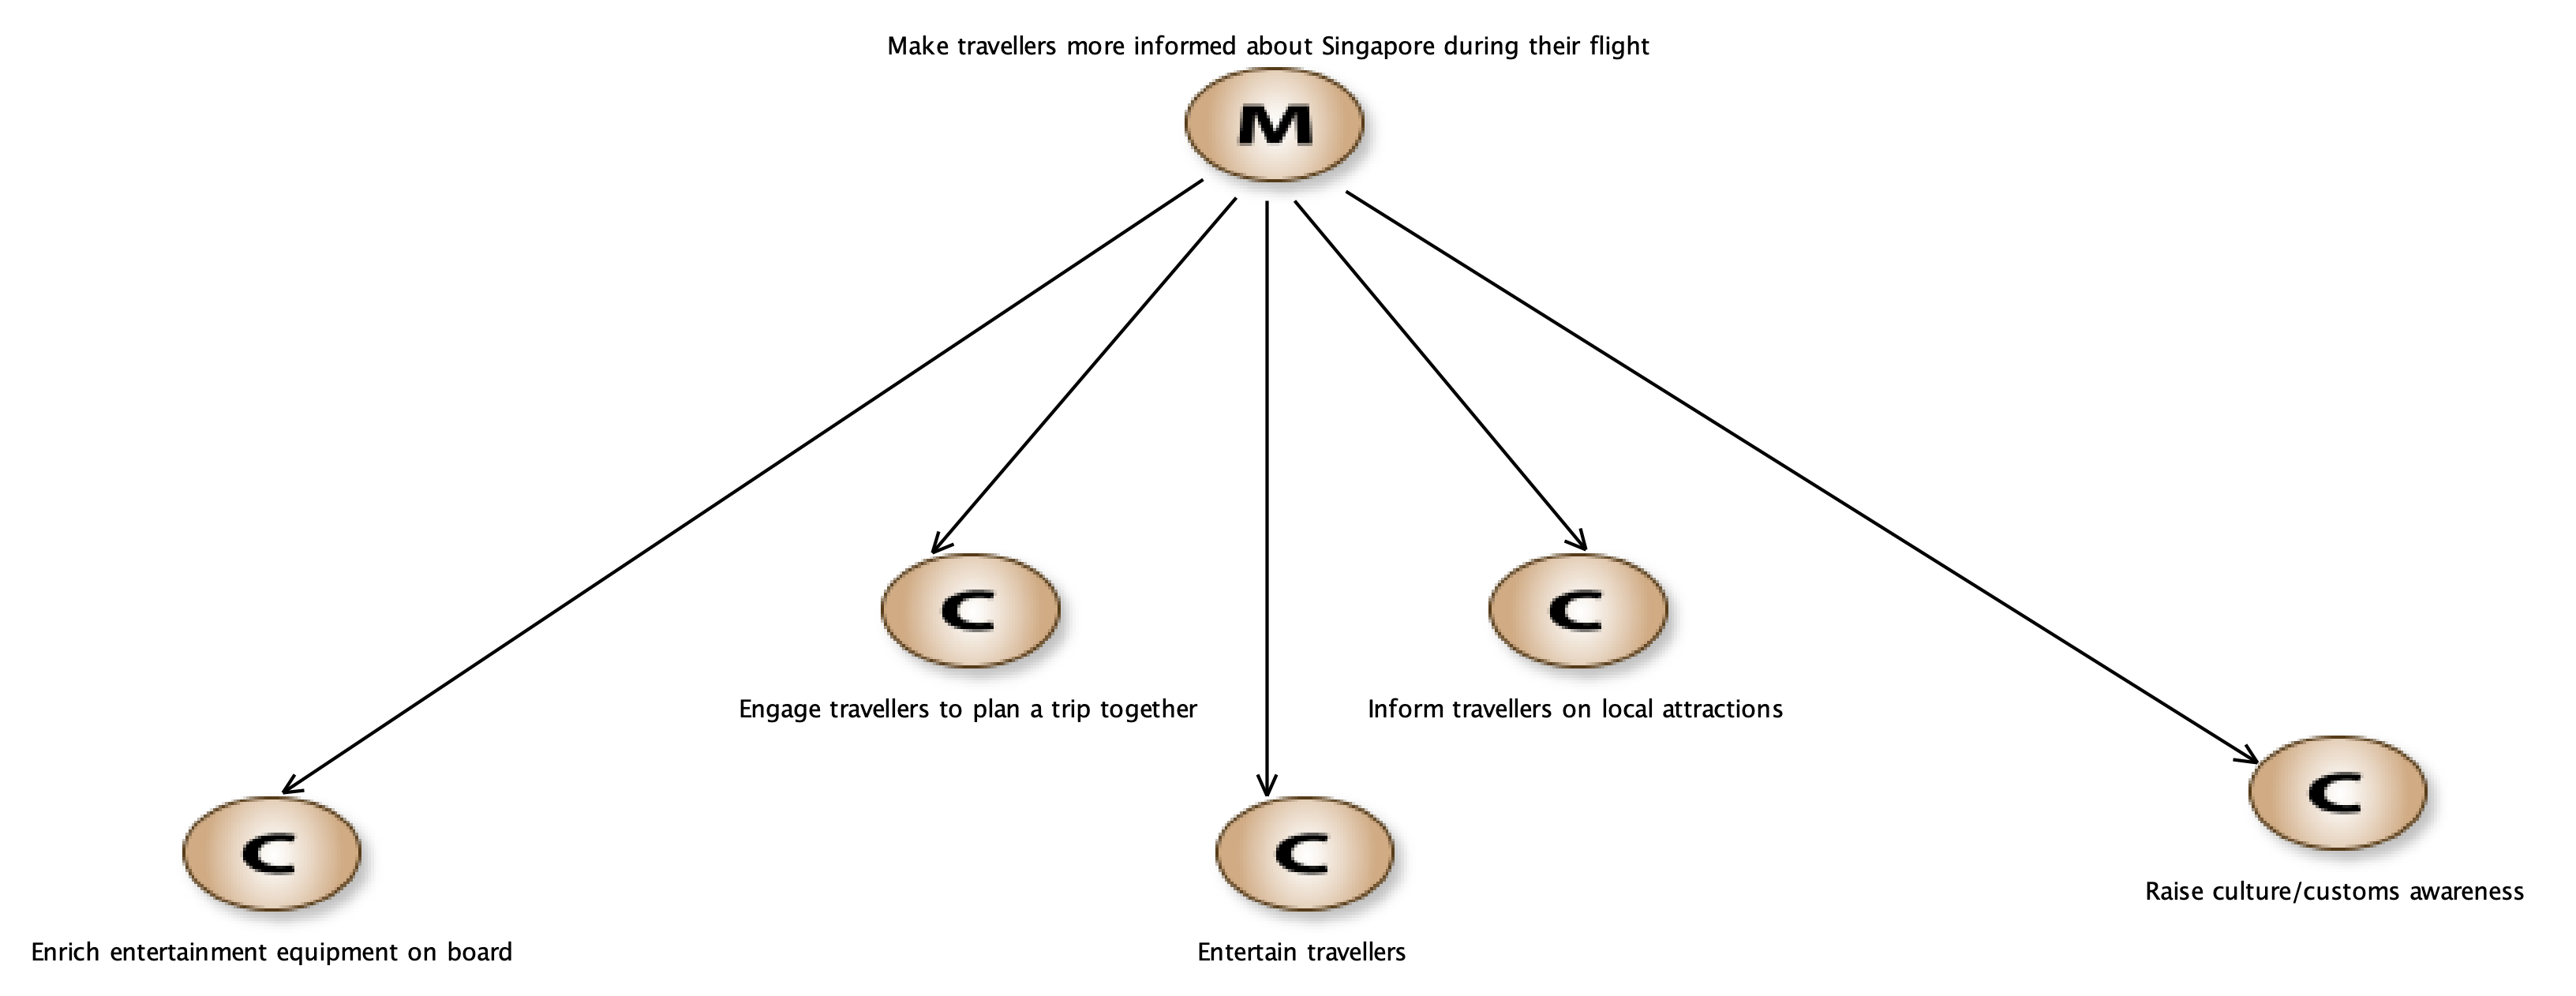 Make travellers more informed about Singapore during their flight
M
C
C
Engage travellers to plan a trip together
Inform travellers on local attractions
C
C
C
Raise culture/customs awareness
Enrich entertainment equipment on board
Entertain travellers